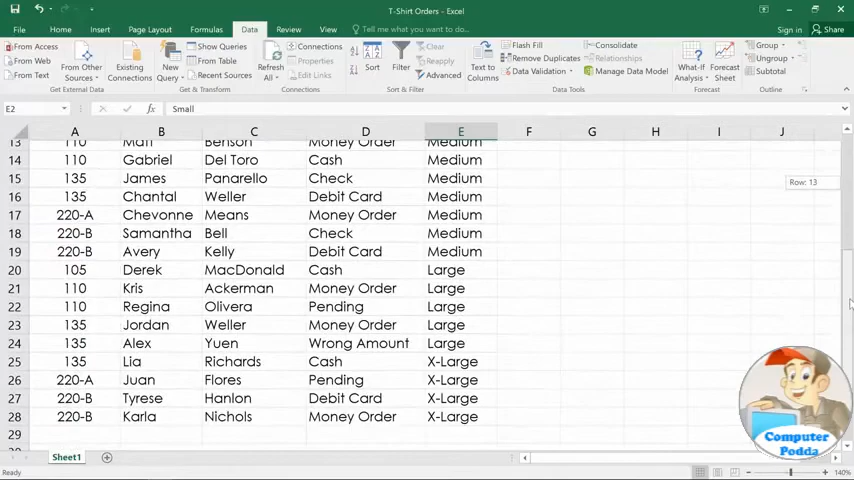 T-Shirt Orders - Excel
File Home Insert Page Layout Formulas Data Review View Tell me what you want to do... Sign in Share
From Access
From Web
From Text
From Other Sources
Existing Connections
Get External Data
New Query
Show Queries
From Table
Recent Sources
Get & Transform
Refresh All
Connections
Properties
Edit Links
Connections
Sort
Filter
Clear
Reapply
Advanced
Sort & Filter
Text to Columns
Flash Fill
Remove Duplicates
Data Validation
Consolidate
Relationships
Manage Data Model
Data Tools
What-If Analysis
Forecast Sheet
Forecast
Group
Ungroup
Subtotal
Outline
E2 fx Small
A B C D E F G H I J
13 110 Matt Benson Money Order Medium
14 110 Gabriel Del Toro Cash Medium
15 135 James Panarello Check Medium
Row: 13
16 135 Chantal Weller Debit Card Medium
17 220-A Chevonne Means Money Order Medium
18 220-B Samantha Bell Check Medium
19 220-B Avery Kelly Debit Card Medium
20 105 Derek MacDonald Cash Large
21 110 Kris Ackerman Money Order Large
22 110 Regina Olivera Pending Large
23 135 Jordan Weller Money Order Large
24 135 Alex Yuen Wrong Amount Large
25 135 Lia Richards Cash X-Large
26 220-A Juan Flores Pending X-Large
27 220-B Tyrese Hanlon Debit Card X-Large
28 220-B Karla Nichols Money Order X-Large
29
Computer
Podda
Sheet1
Ready 140%